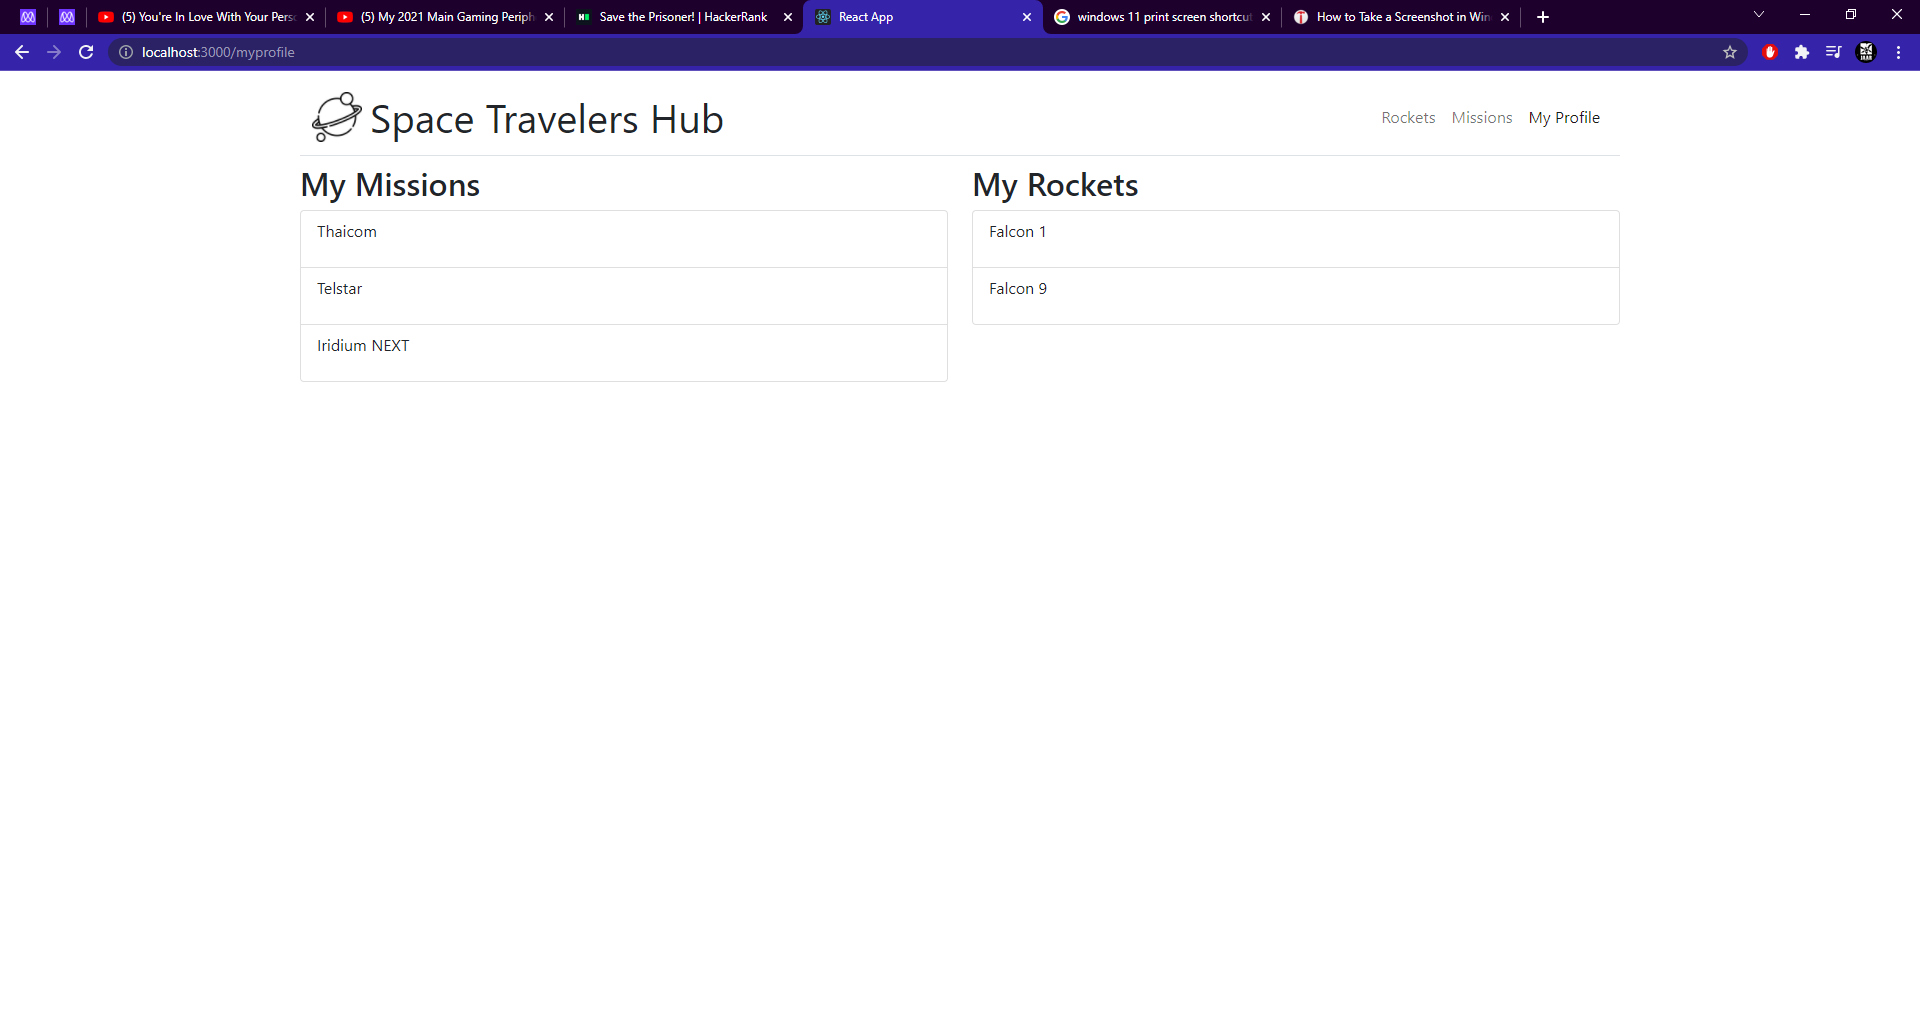 (5) You're In Love With Your Pers
(5) My 2021 Main Gaming Periph
Save the Prisoner! | HackerRank
React App
windows 11 print screen shortcut
How to Take a Screenshot in Win
localhost:3000/myprofile
Space Travelers Hub
Rockets
Missions
My Profile
My Missions
Thaicom
Telstar
Iridium NEXT
My Rockets
Falcon 1
Falcon 9